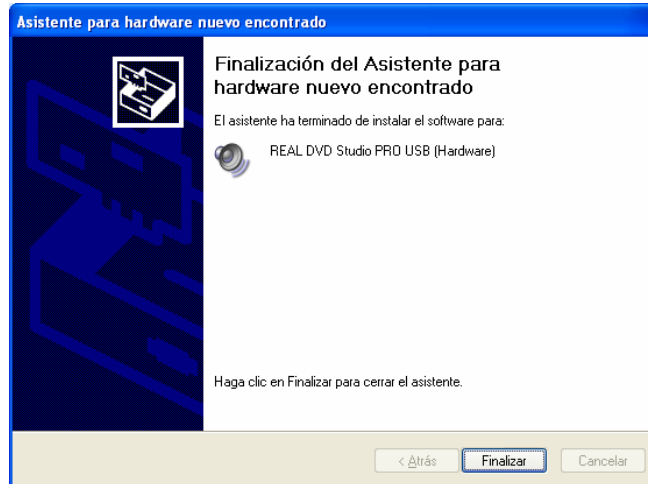 Asistente para hardware nuevo encontrado
Finalización del Asistente para
hardware nuevo encontrado
El asistente ha terminado de instalar el software para:
REAL DVD Studio PRO USB (Hardware)
Haga clic en Finalizar para cerrar el asistente.
< Atrás
Finalizar
Cancelar